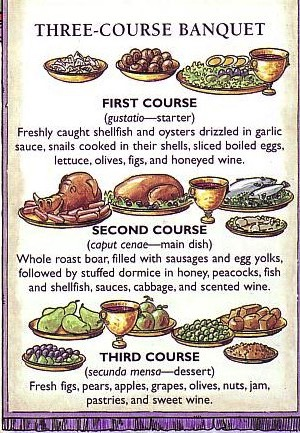 THREE-COURSE BANQUET
FIRST COURSE
(gustatio—starter)
Freshly caught shellfish and oysters drizzled in garlic
sauce, snails cooked in their shells, sliced boiled eggs,
lettuce, olives, figs, and honeyed wine.
SECOND COURSE
(caput cenae—main dish)
Whole roast boar, filled with sausages and egg yolks,
followed by stuffed dormice in honey, peacocks, fish
and shellfish, sauces, cabbage, and scented wine.
THIRD COURSE
(secunda mensa—dessert)
Fresh figs, pears, apples, grapes, olives, nuts, jam,
pastries, and sweet wine.